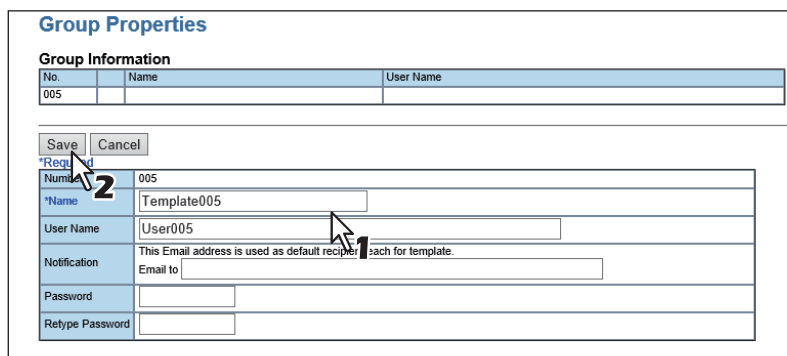 Group Properties
Group Information
No. Name User Name
005
Save Cancel
*Required
Number 005
*Name Template005
User Name User005
Notification This Email address is used as default recipient each for template.
Email to
Password
Retype Password
1
2